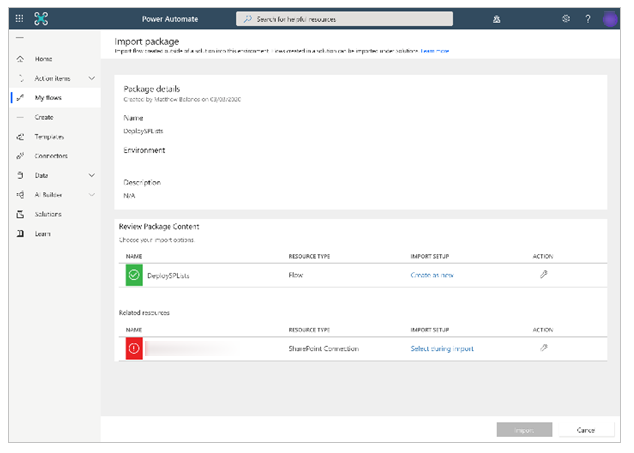 Power Automate
Search for helpful resources
?
Home
Action items
My flows
Create
Templates
Connectors
Data
AI Builder
Solutions
Learn
Import package
Import flow created outside of a solution into this environment. Flows created in a solution can be imported under solutions. Learn more
Package details
Created by Matthew Bolanos on 03/03/2020
Name
DeploySPLists
Environment
Description
N/A
Review Package Content
Choose your import options.
NAME RESOURCE TYPE IMPORT SETUP ACTION
DeploySPLists Flow Create as new
Related resources
NAME RESOURCE TYPE IMPORT SETUP ACTION
SharePoint Connection Select during import
Import Cancel